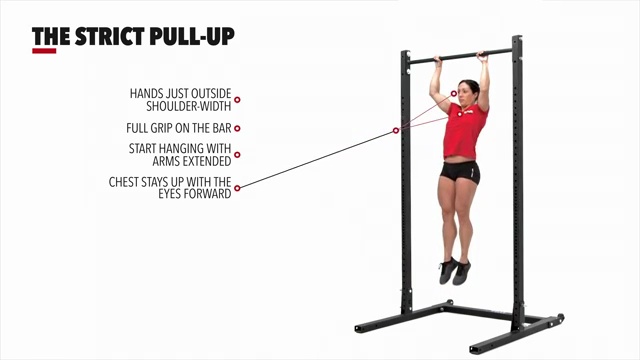 THE STRICT PULL-UP
HANDS JUST OUTSIDE
SHOULDER-WIDTH
FULL GRIP ON THE BAR
START HANGING WITH
ARMS EXTENDED
CHEST STAYS UP WITH THE
EYES FORWARD